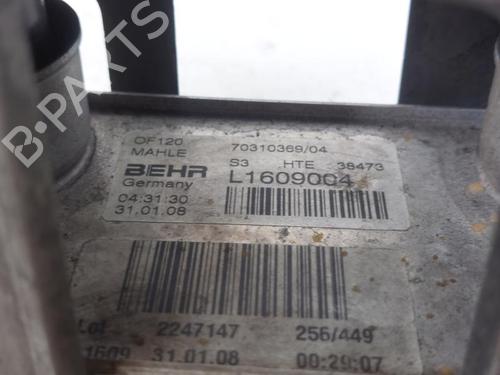 OF120 70310369/04
MAHLE S3 HTE 38473
BEHR L1609004
Germany
04:31:30
31.01.08
Lot 2247147 256/449
1609 31.01.08 00:29:07